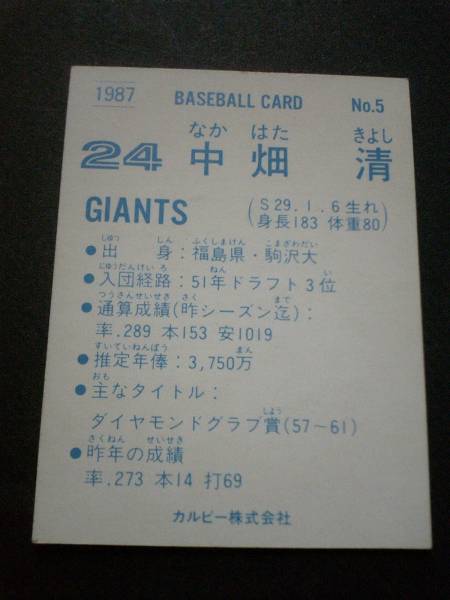 1987 BASEBALL CARD No.5
なか はた きよし
24 中 畑 清
GIANTS
(S29.1.6生れ
身長183 体重80)
しゅつ しん ふくしまけん こまざわだい
●出 身:福島県・駒沢大
にゅうだんけいろ ねん い
●入団経路:51年ドラフト3位
つうさんせいせき さく まで
●通算成績(昨シーズン迄):
率.289 本153 安1019
すいていねんぽう まん
●推定年俸:3,750万
おも
●主なタイトル:
しょう
ダイヤモンドグラブ賞(57〜61)
さくねん せいせき
●昨年の成績
率.273 本14 打69
カルビー株式会社